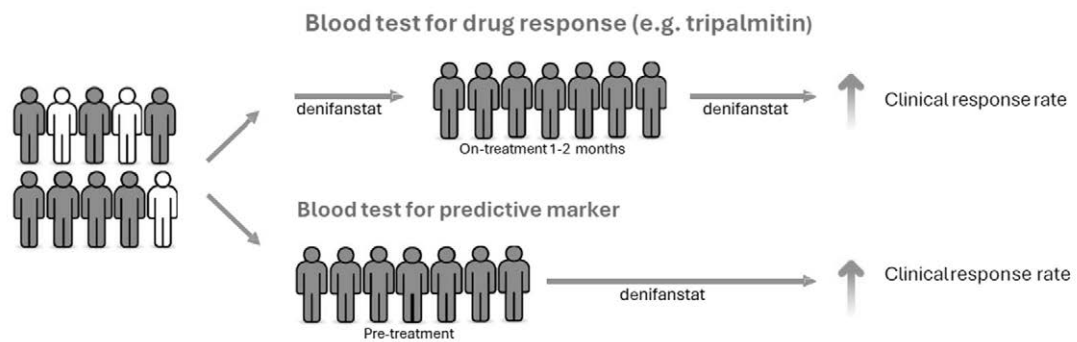 Blood test for drug response (e.g. tripalmitin)
denifanstat
On-treatment 1-2 months
denifanstat
Clinical response rate
Blood test for predictive marker
Pre-treatment
denifanstat
Clinical response rate